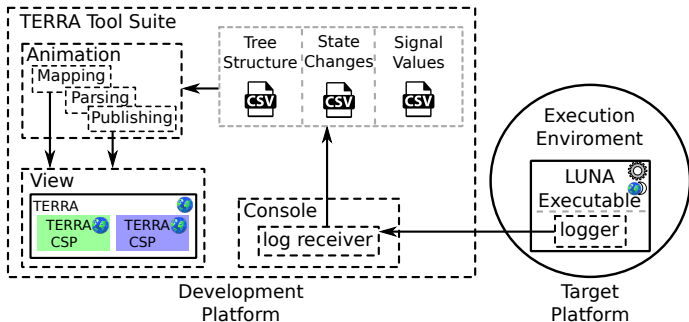 TERRA Tool Suite
Animation
Mapping
Parsing
Publishing
Tree
Structure
CSV
State
Changes
CSV
Signal
Values
CSV
View
TERRA
TERRA
CSP
TERRA
CSP
Console
log receiver
Development
Platform
Execution
Enviroment
LUNA
Executable
logger
Target
Platform